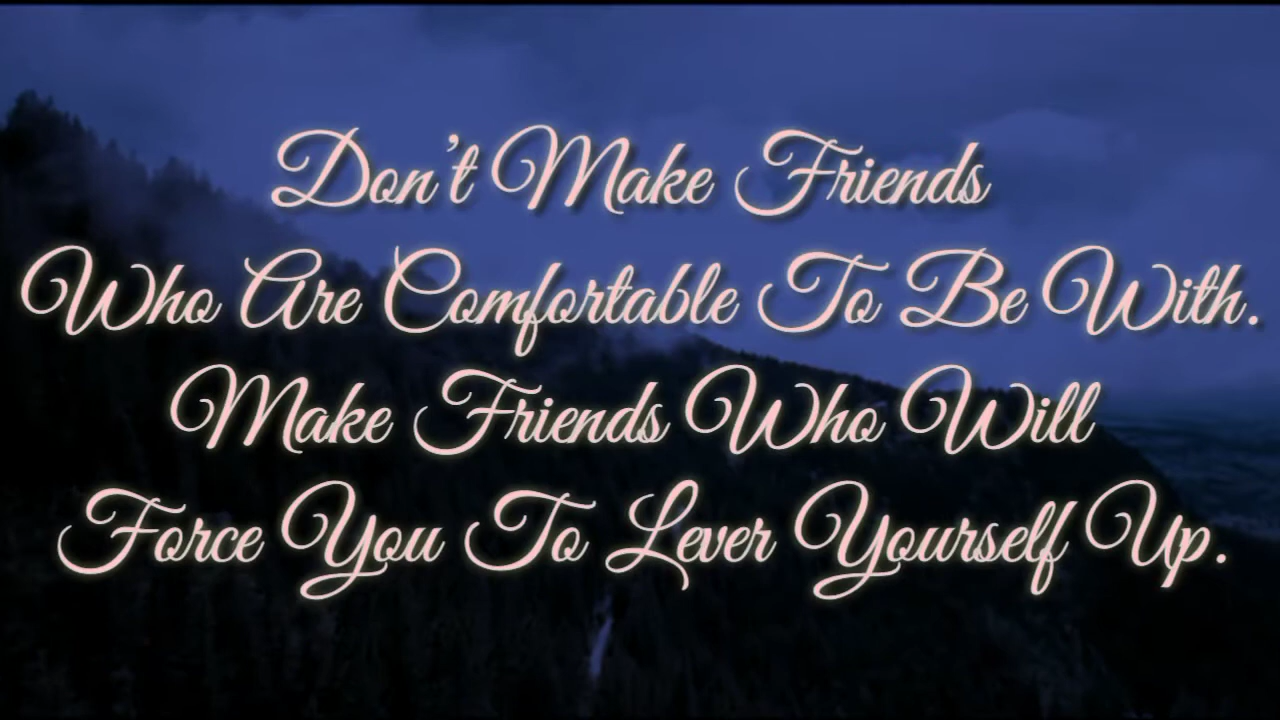 Don't Make Friends
Who Are Comfortable To Be With.
Make Friends Who Will
Force You To Lever Yourself Up.